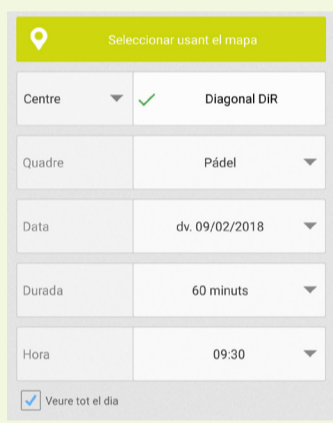 Seleccionar usant el mapa
Centre Diagonal DiR
Quadre Pádel
Data dv. 09/02/2018
Durada 60 minuts
Hora 09:30
Veure tot el dia